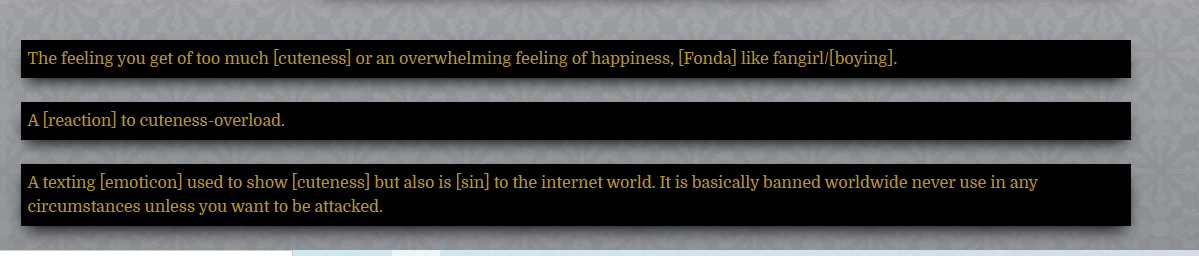 The feeling you get of too much [cuteness] or an overwhelming feeling of happiness, [Fonda] like fangirl/[boying].
A [reaction] to cuteness-overload.
A texting [emoticon] used to show [cuteness] but also is [sin] to the internet world. It is basically banned worldwide never use in any
circumstances unless you want to be attacked.